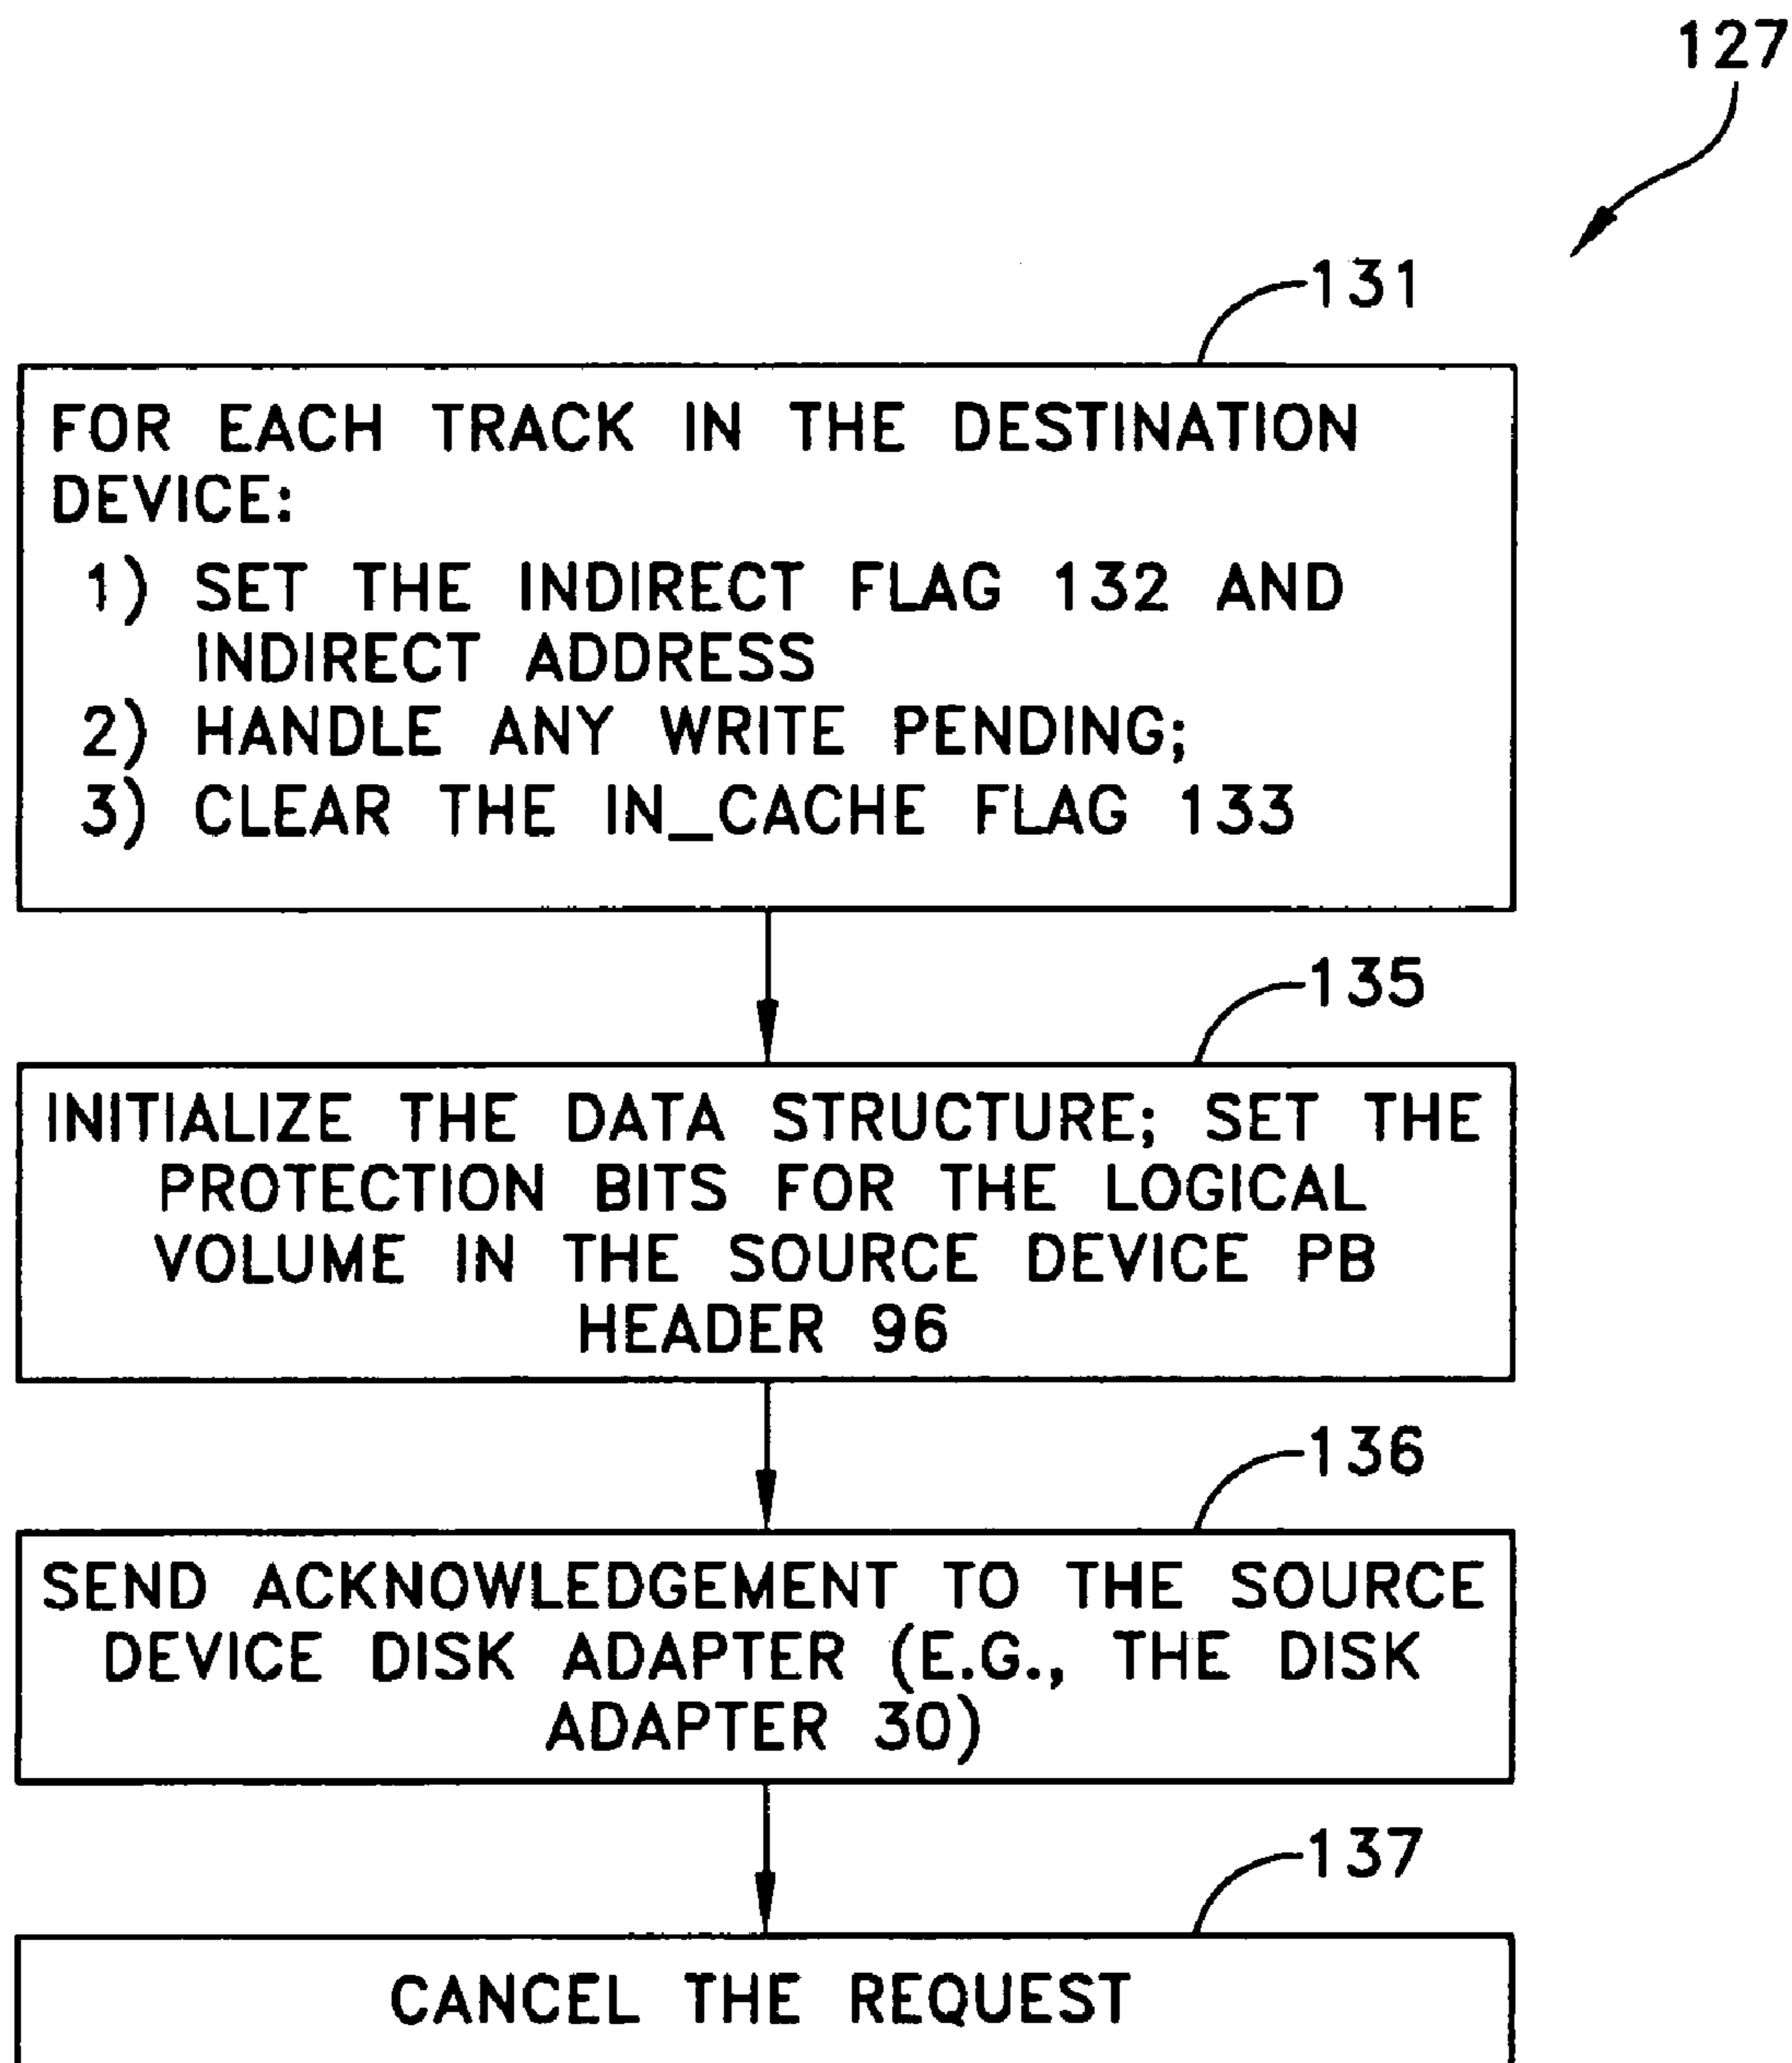 127
131
FOR EACH TRACK IN THE DESTINATION
DEVICE:
1) SET THE INDIRECT FLAG 132 AND
INDIRECT ADDRESS
2) HANDLE ANY WRITE PENDING;
3) CLEAR THE IN_CACHE FLAG 133
135
INITIALIZE THE DATA STRUCTURE; SET THE
PROTECTION BITS FOR THE LOGICAL
VOLUME IN THE SOURCE DEVICE PB
HEADER 96
136
SEND ACKNOWLEDGEMENT TO THE SOURCE
DEVICE DISK ADAPTER (E.G., THE DISK
ADAPTER 30)
137
CANCEL THE REQUEST